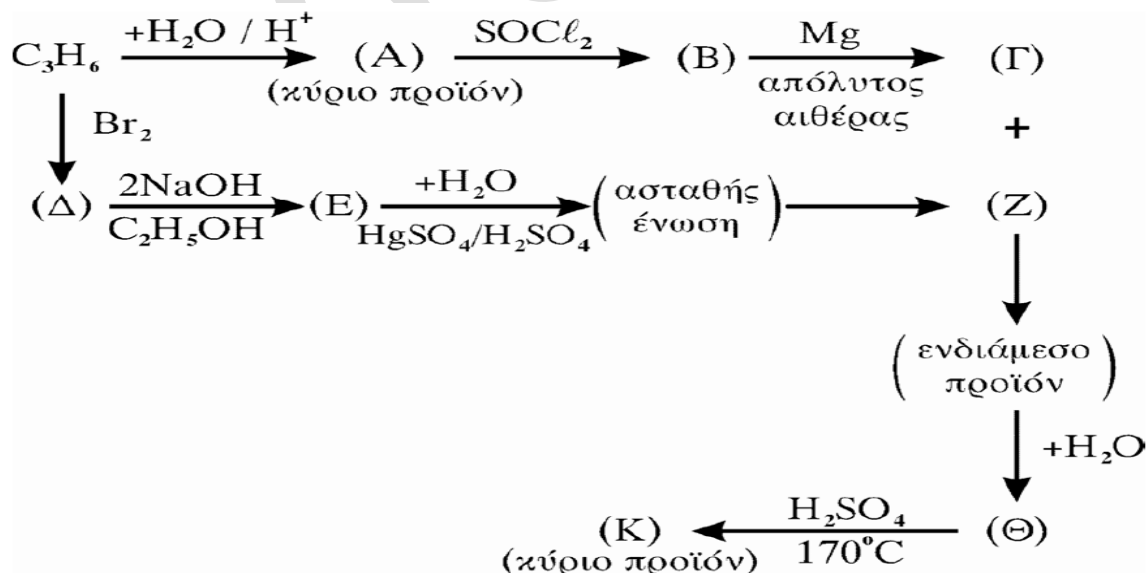 C₃H₆ +H₂O / H⁺ (A) SOCℓ₂ (B) Mg (Γ)
(κύριο προϊόν) απόλυτος
αιθέρας
Br₂ +
(Δ) 2NaOH (E) +H₂O (ασταθής (Z)
C₂H₅OH HgSO₄/H₂SO₄ ένωση)
(ενδιάμεσο
προϊόν)
+H₂O
(K) H₂SO₄ (Θ)
(κύριο προϊόν) 170°C